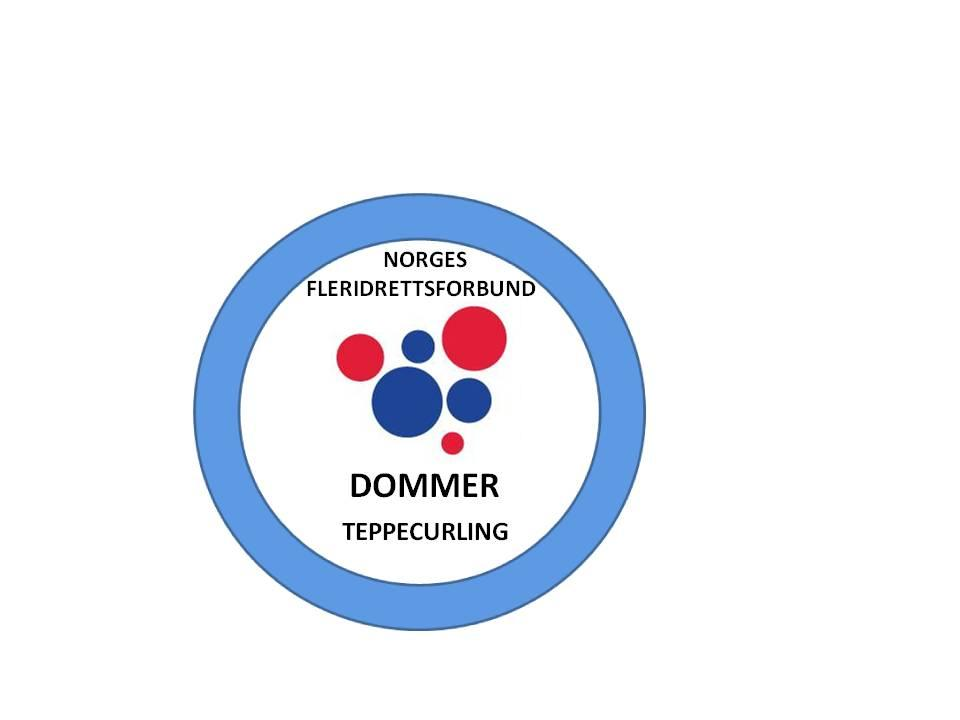 NORGES
FLERIDRETTSFORBUND
DOMMER
TEPPECURLING